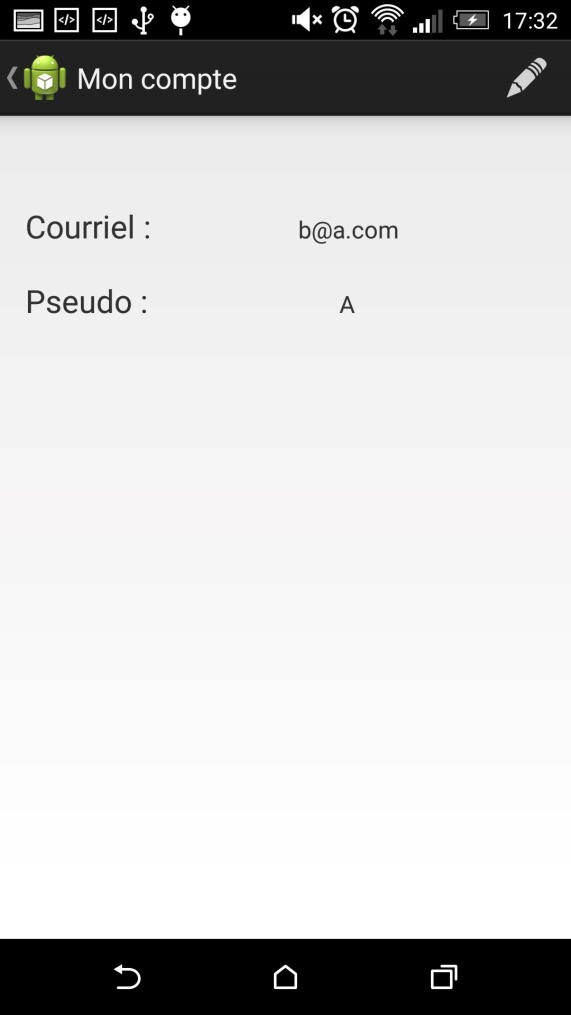 17:32
Mon compte
Courriel : b@a.com
Pseudo : A